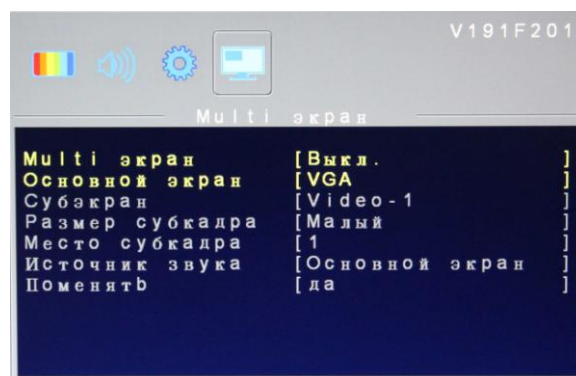 V191F201
Multi экран
Multi экран [Выкл. ]
Основной экран [VGA ]
Субэкран [Video-1 ]
Размер субкадра [Малый ]
Место субкадра [1 ]
Источник звука [Основной экран ]
Поменятb [да ]